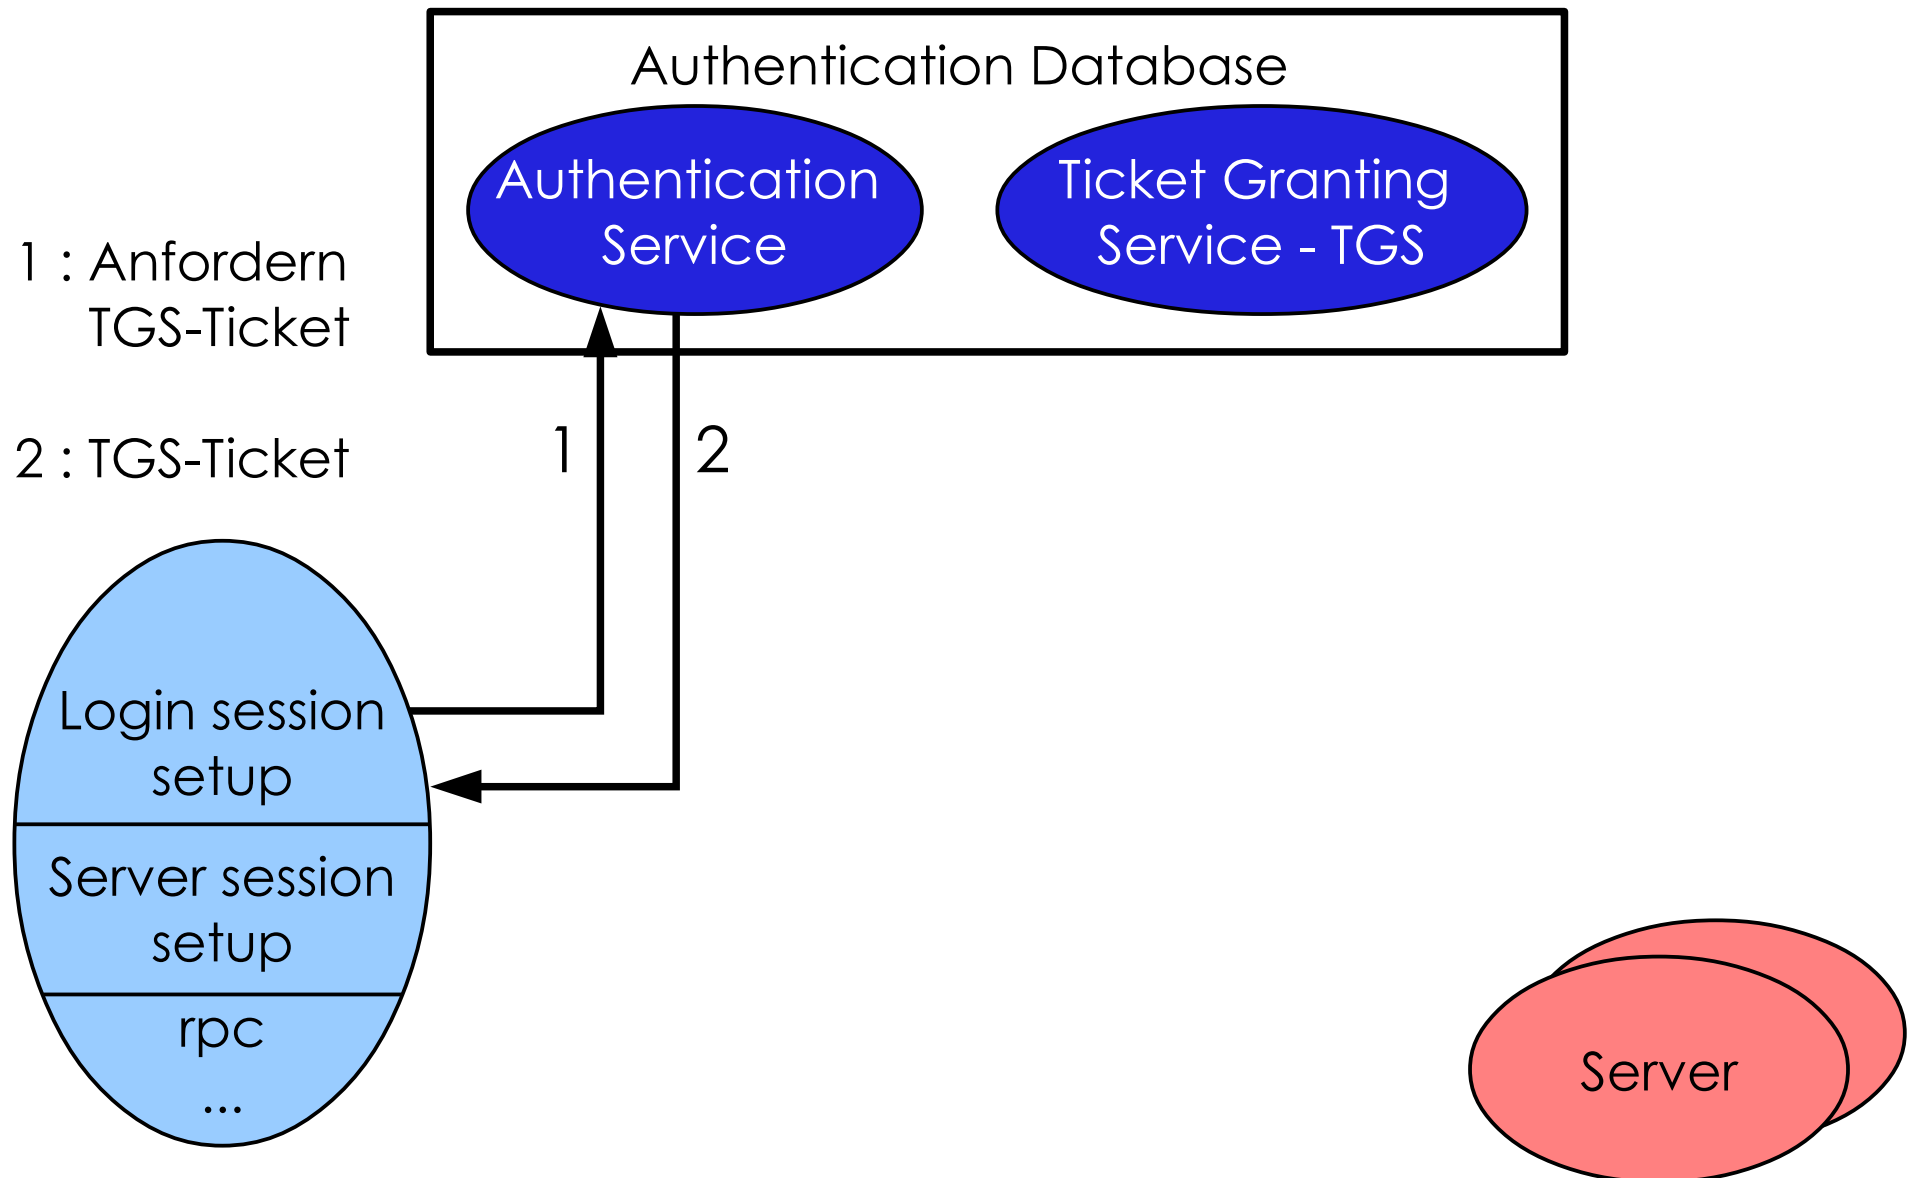 Authentication Database
Authentication
Service
Ticket Granting
Service - TGS
1 : Anfordern
TGS-Ticket
2 : TGS-Ticket
1
2
Login session
setup
Server session
setup
rpc
...
Server